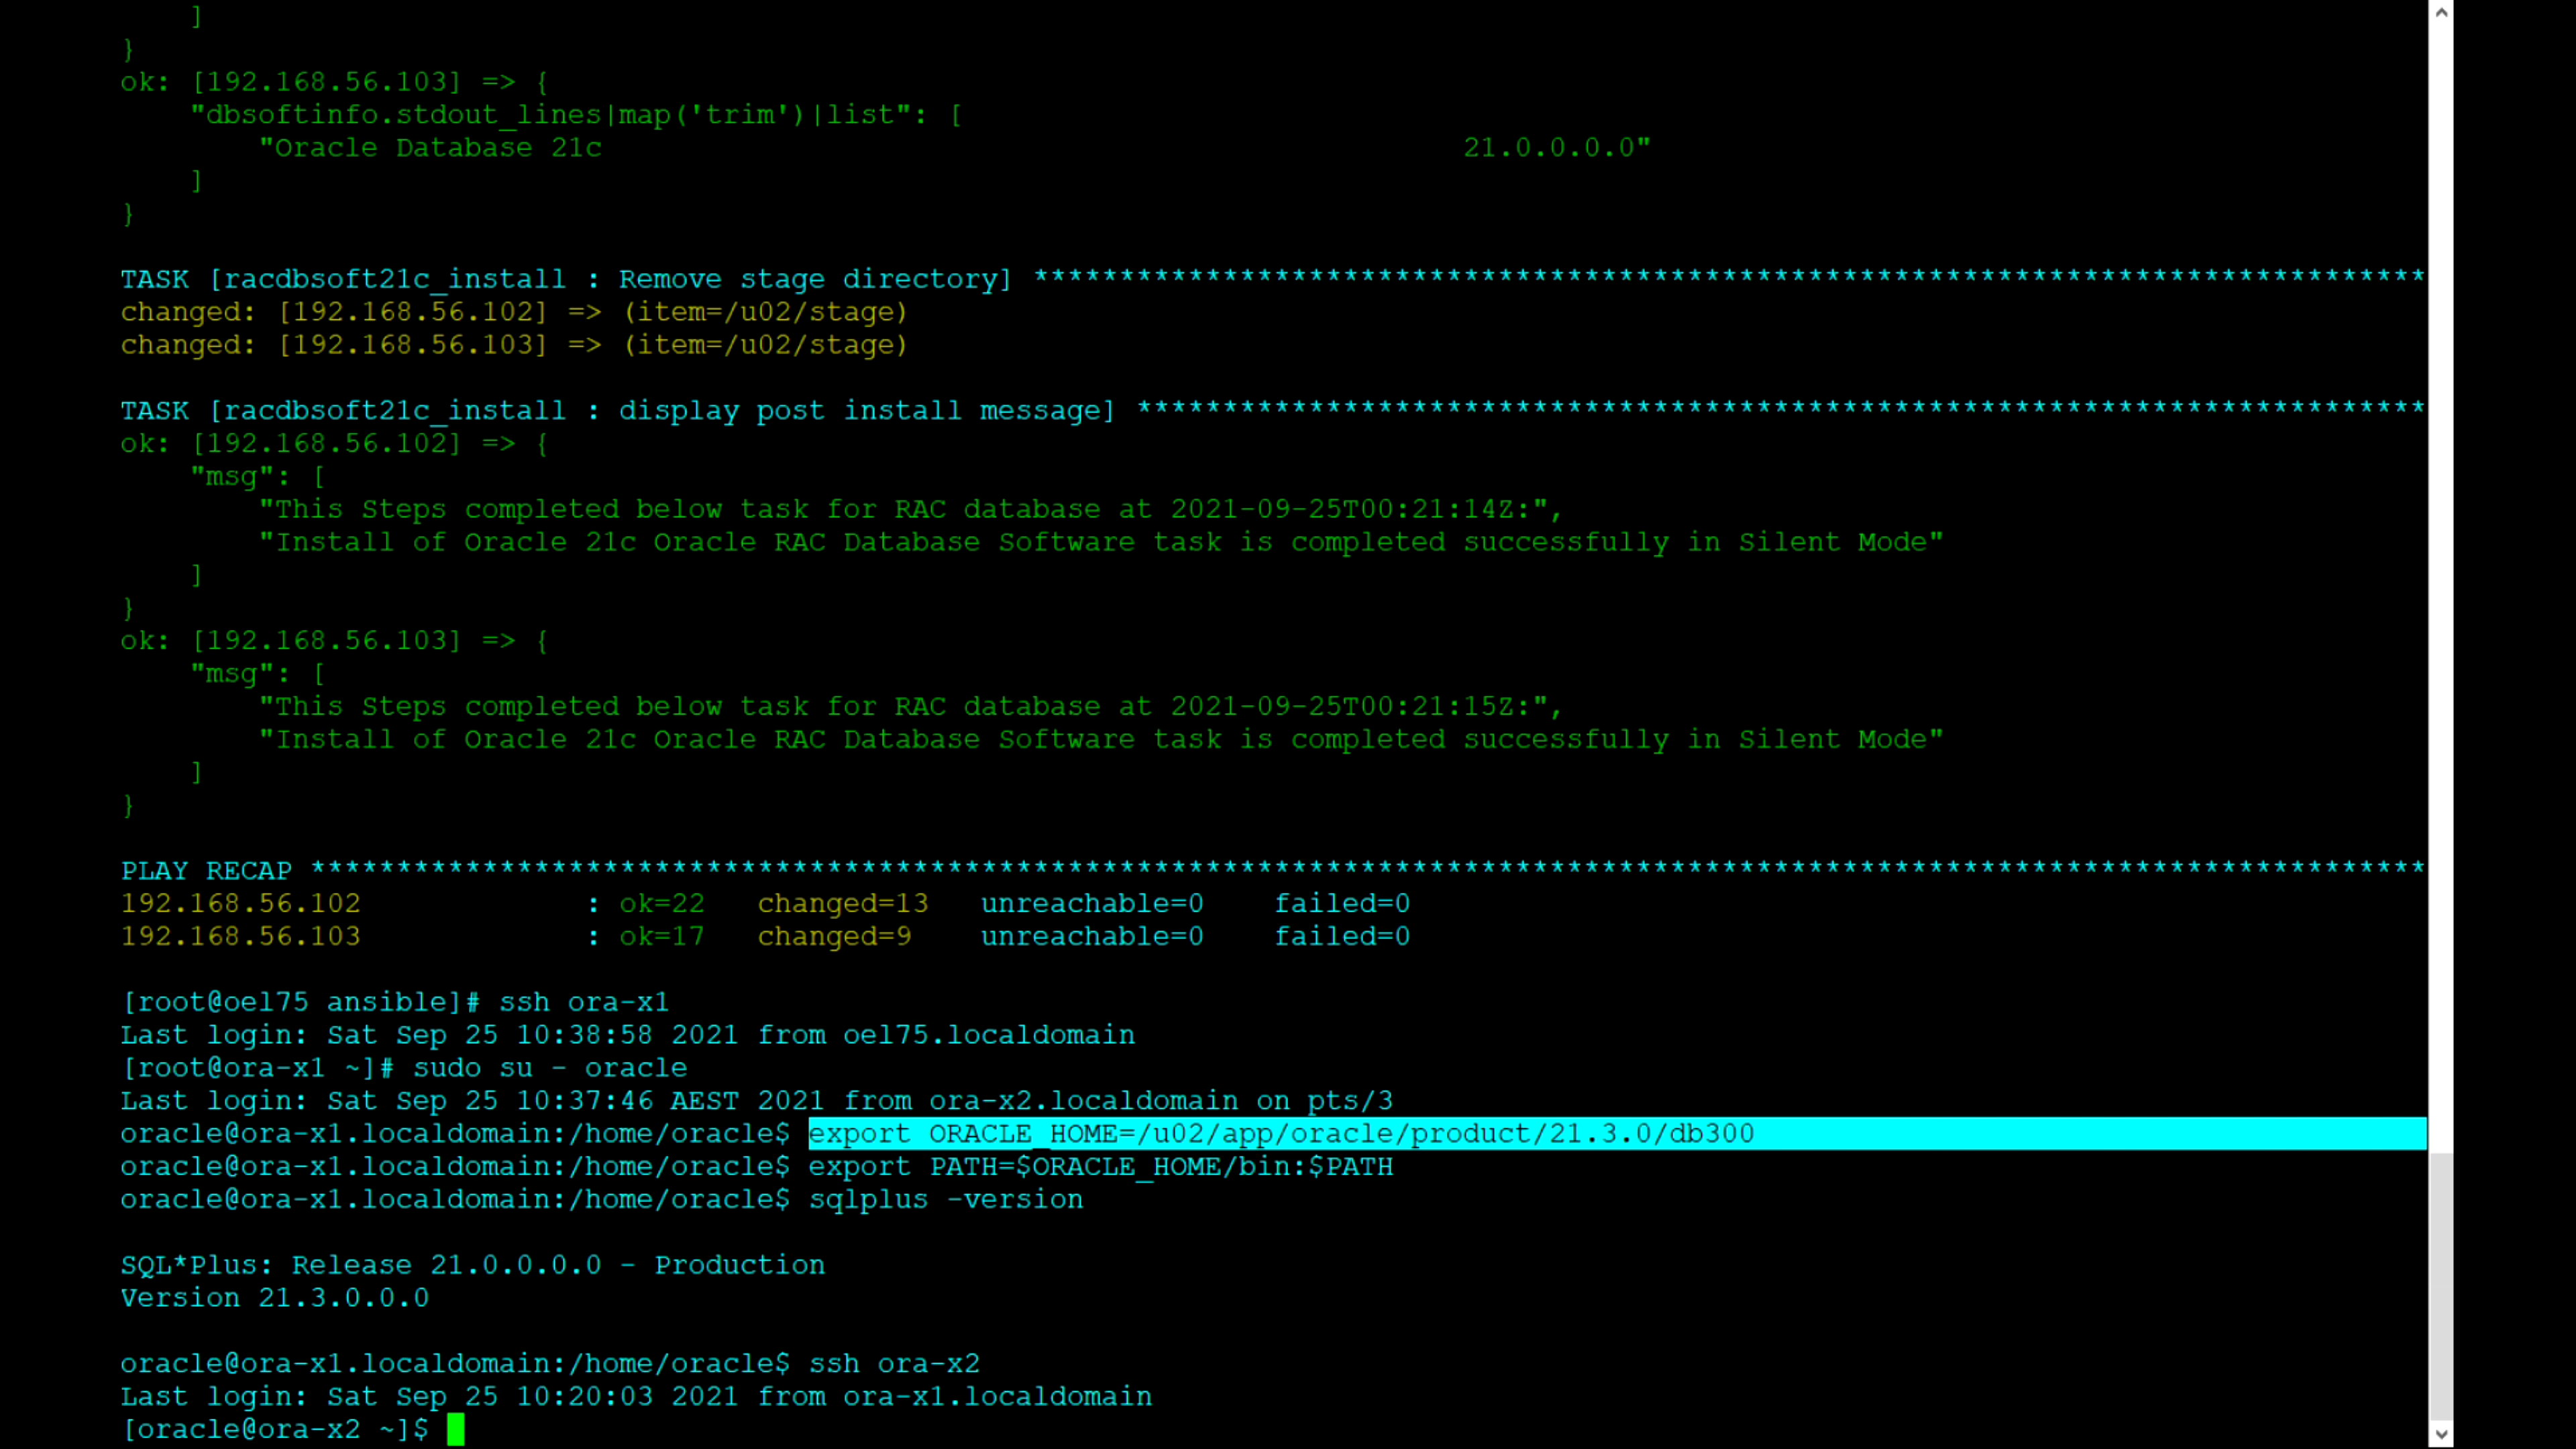 ]
}
ok: [192.168.56.103] => {
    "dbsoftinfo.stdout_lines|map('trim')|list": [
        "Oracle Database 21c                                                  21.0.0.0.0"
    ]
}
TASK [racdbsoft21c_install : Remove stage directory] *********************************************************************************
changed: [192.168.56.102] => (item=/u02/stage)
changed: [192.168.56.103] => (item=/u02/stage)
TASK [racdbsoft21c_install : display post install message] ***************************************************************************
ok: [192.168.56.102] => {
    "msg": [
        "This Steps completed below task for RAC database at 2021-09-25T00:21:14Z:",
        "Install of Oracle 21c Oracle RAC Database Software task is completed successfully in Silent Mode"
    ]
}
ok: [192.168.56.103] => {
    "msg": [
        "This Steps completed below task for RAC database at 2021-09-25T00:21:15Z:",
        "Install of Oracle 21c Oracle RAC Database Software task is completed successfully in Silent Mode"
    ]
}
PLAY RECAP ***************************************************************************************************************************
192.168.56.102             : ok=22   changed=13   unreachable=0    failed=0
192.168.56.103             : ok=17   changed=9    unreachable=0    failed=0
[root@oel75 ansible]# ssh ora-x1
Last login: Sat Sep 25 10:38:58 2021 from oel75.localdomain
[root@ora-x1 ~]# sudo su - oracle
Last login: Sat Sep 25 10:37:46 AEST 2021 from ora-x2.localdomain on pts/3
oracle@ora-x1.localdomain:/home/oracle$ export ORACLE_HOME=/u02/app/oracle/product/21.3.0/db300
oracle@ora-x1.localdomain:/home/oracle$ export PATH=$ORACLE_HOME/bin:$PATH
oracle@ora-x1.localdomain:/home/oracle$ sqlplus -version
SQL*Plus: Release 21.0.0.0.0 - Production
Version 21.3.0.0.0
oracle@ora-x1.localdomain:/home/oracle$ ssh ora-x2
Last login: Sat Sep 25 10:20:03 2021 from ora-x1.localdomain
[oracle@ora-x2 ~]$